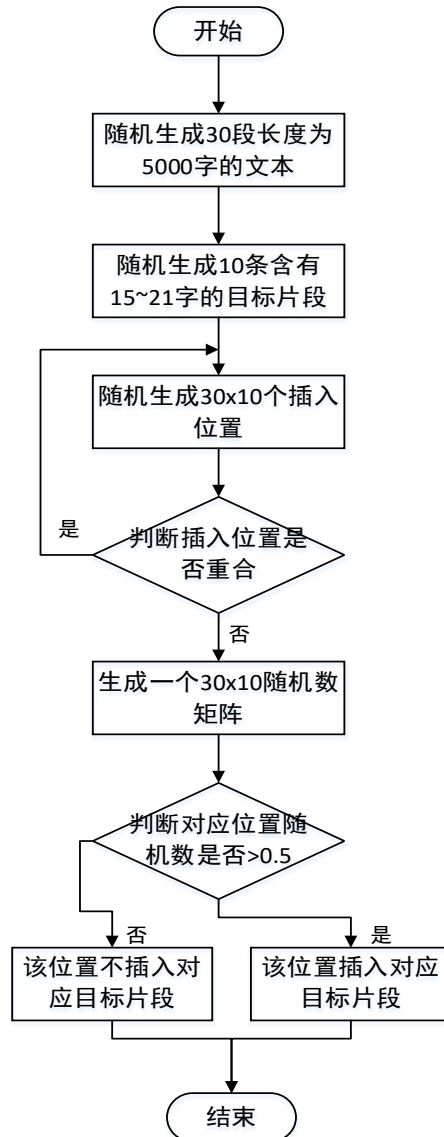 开始
随机生成30段长度为
5000字的文本
随机生成10条含有
15~21字的目标片段
随机生成30x10个插入
位置
是
判断插入位置是
否重合
否
生成一个30x10随机数
矩阵
判断对应位置随
机数是否>0.5
否
是
该位置不插入对
应目标片段
该位置插入对应
目标片段
结束